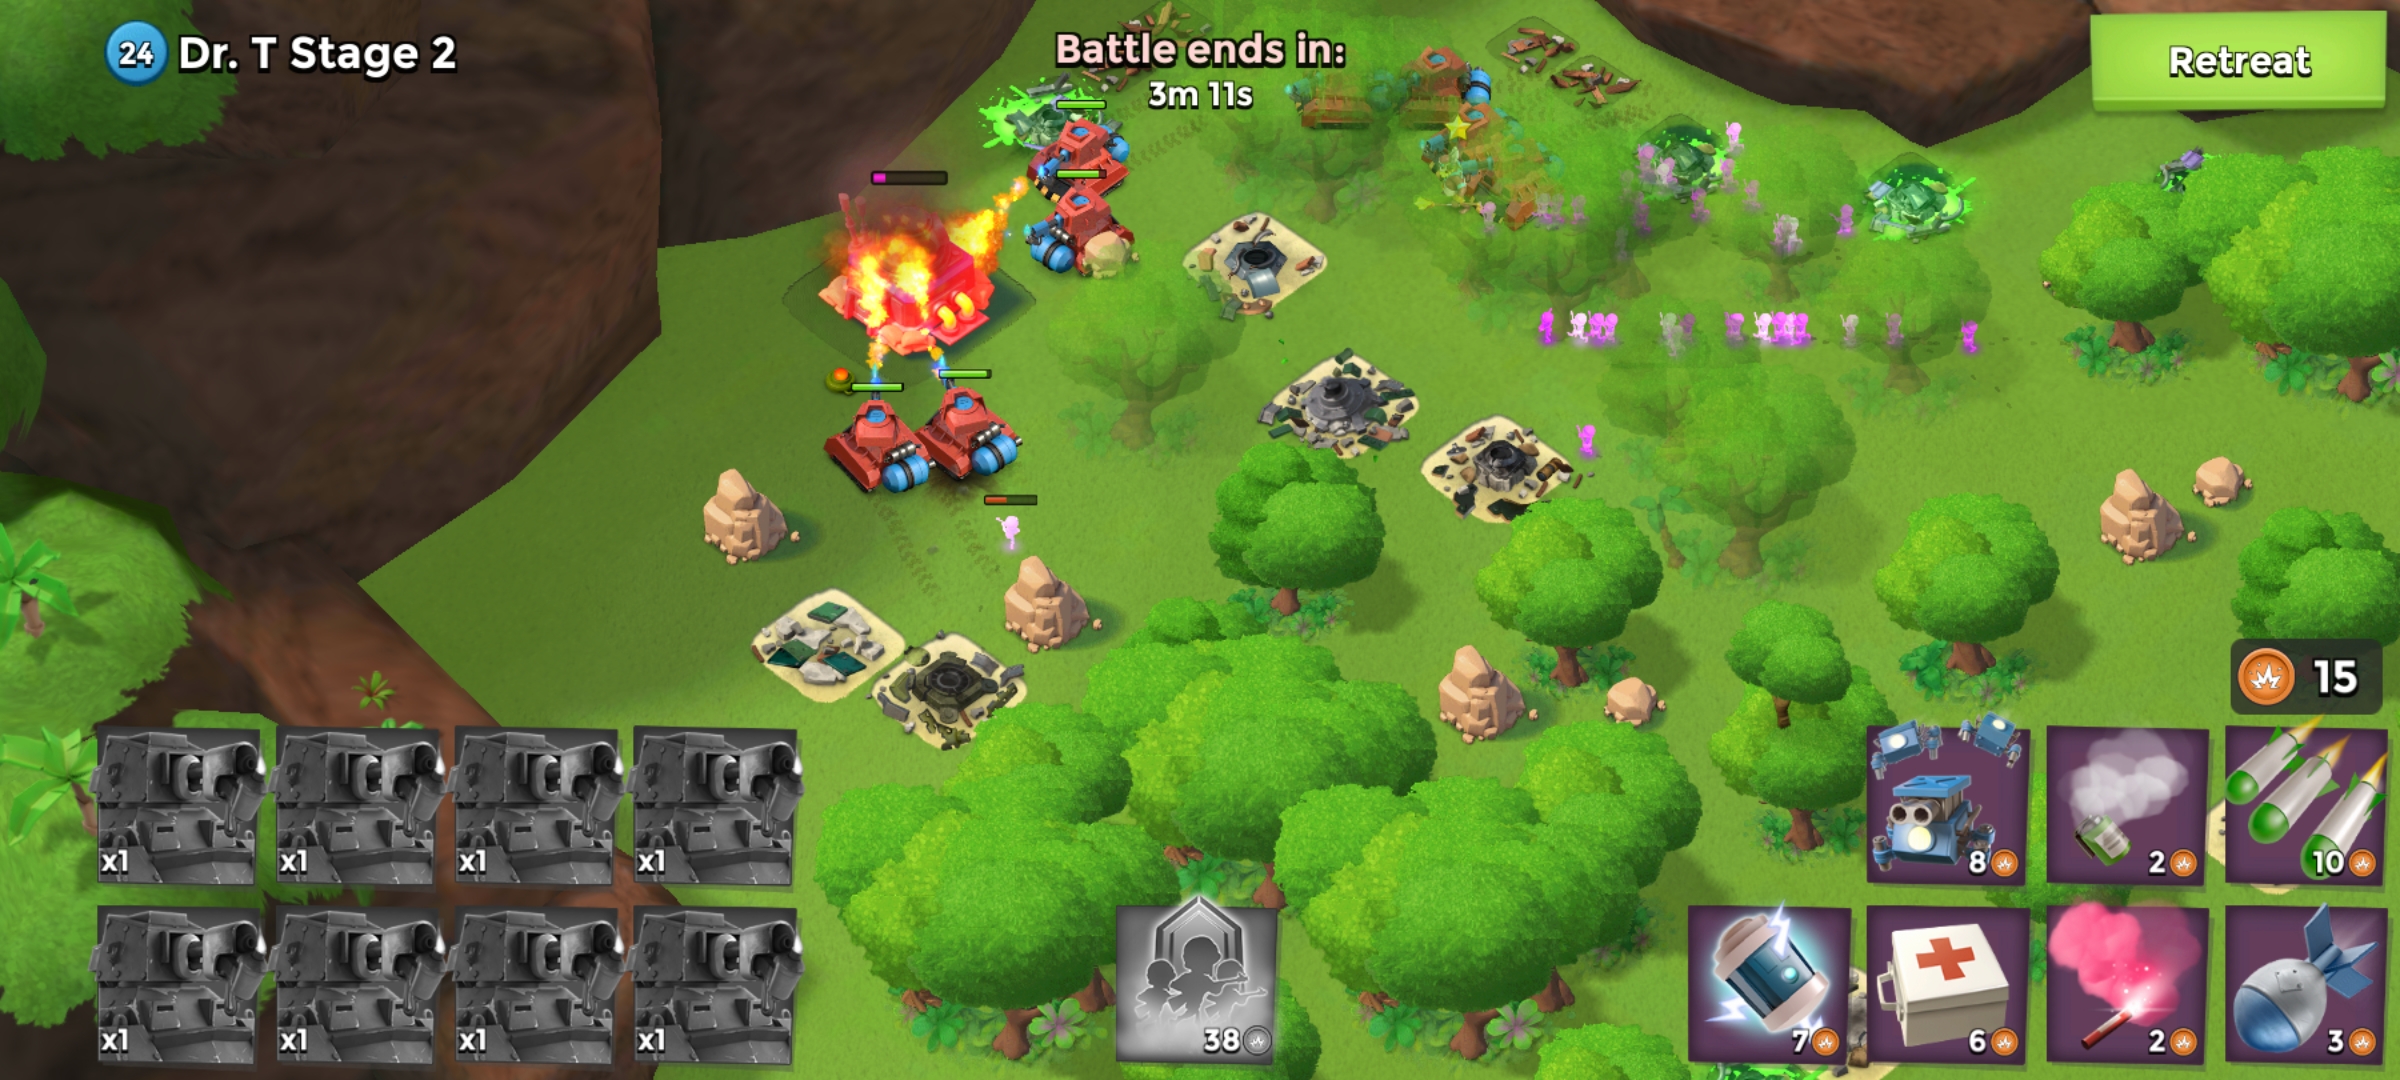 24 Dr. T Stage 2
Battle ends in:
3m 11s
Retreat
15
x1 x1 x1 x1
8 2 10
x1 x1 x1 x1
38
7 6 2 3